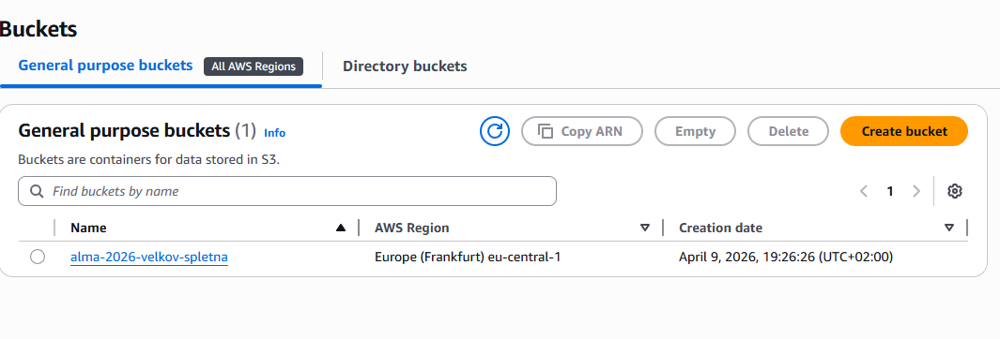 Buckets
General purpose buckets All AWS Regions Directory buckets
General purpose buckets (1) Info Copy ARN Empty Delete Create bucket
Buckets are containers for data stored in S3.
Find buckets by name 1
Name AWS Region Creation date
alma-2026-velkov-spletna Europe (Frankfurt) eu-central-1 April 9, 2026, 19:26:26 (UTC+02:00)